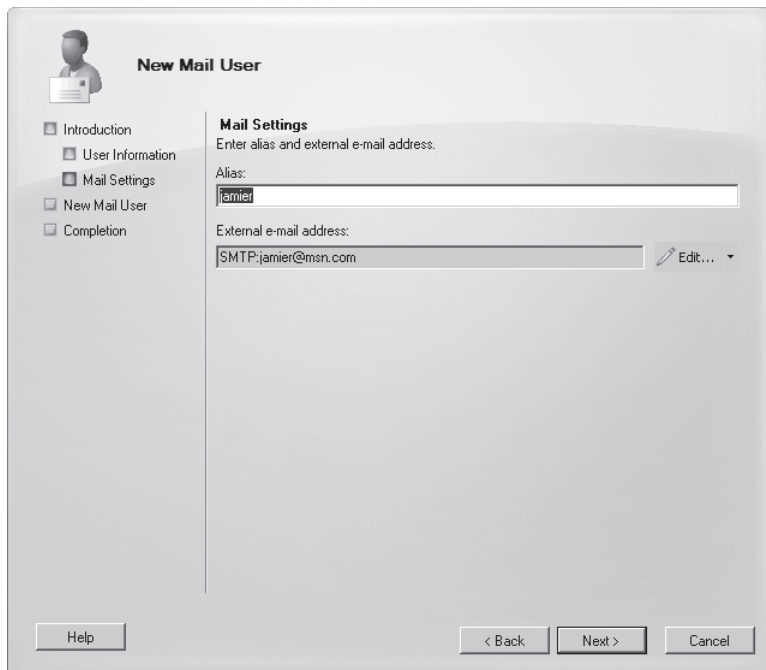 New Mail User
Introduction
User Information
Mail Settings
New Mail User
Completion
Mail Settings
Enter alias and external e-mail address.
Alias:
jamier
External e-mail address:
SMTP:jamier@msn.com
Edit...
Help
< Back
Next >
Cancel